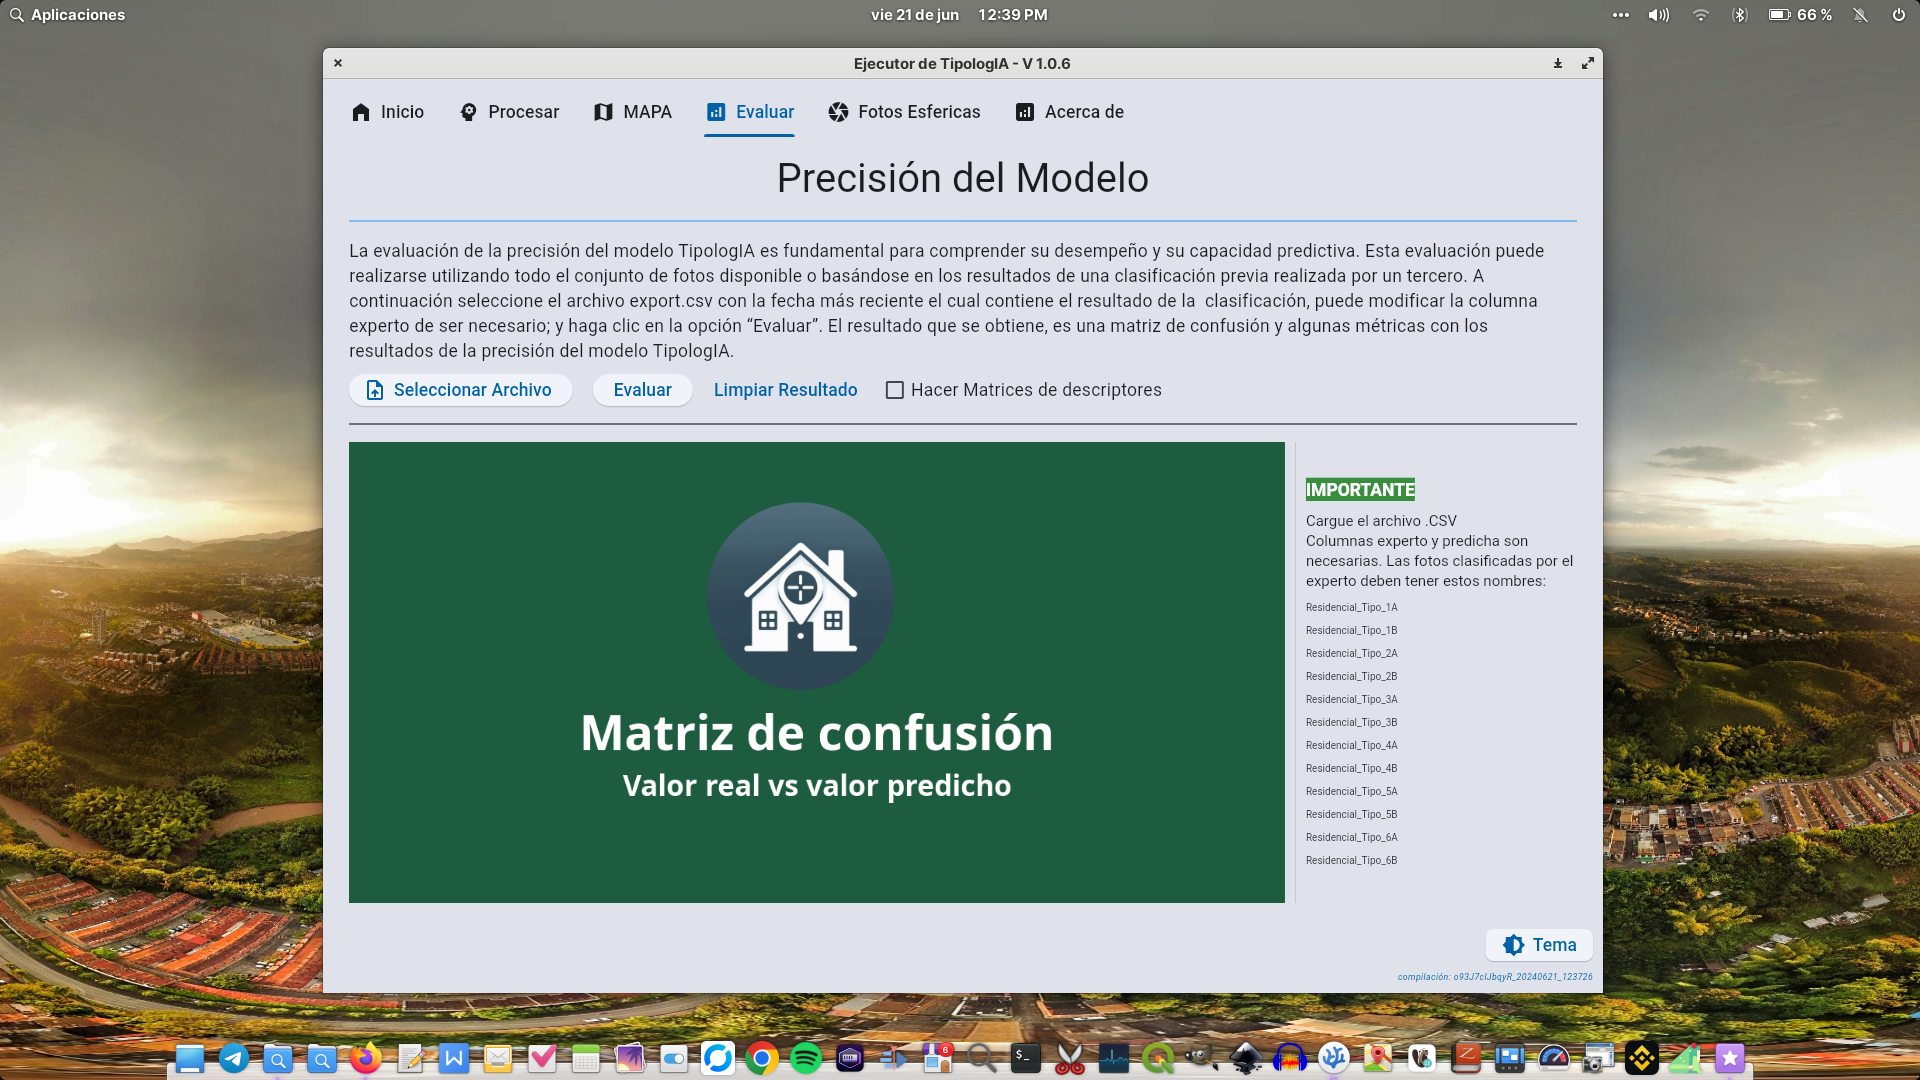 Aplicaciones
vie 21 de jun 12:39 PM
66 %
Ejecutor de TipologIA - V 1.0.6
Inicio
Procesar
MAPA
Evaluar
Fotos Esfericas
Acerca de
Precisión del Modelo
La evaluación de la precisión del modelo TipologIA es fundamental para comprender su desempeño y su capacidad predictiva. Esta evaluación puede
realizarse utilizando todo el conjunto de fotos disponible o basándose en los resultados de una clasificación previa realizada por un tercero. A
continuación seleccione el archivo export.csv con la fecha más reciente el cual contiene el resultado de la  clasificación, puede modificar la columna
experto de ser necesario; y haga clic en la opción “Evaluar”. El resultado que se obtiene, es una matriz de confusión y algunas métricas con los
resultados de la precisión del modelo TipologIA.
Seleccionar Archivo
Evaluar
Limpiar Resultado
Hacer Matrices de descriptores
Matriz de confusión
Valor real vs valor predicho
IMPORTANTE
Cargue el archivo .CSV
Columnas experto y predicha son
necesarias. Las fotos clasificadas por el
experto deben tener estos nombres:
Residencial_Tipo_1A
Residencial_Tipo_1B
Residencial_Tipo_2A
Residencial_Tipo_2B
Residencial_Tipo_3A
Residencial_Tipo_3B
Residencial_Tipo_4A
Residencial_Tipo_4B
Residencial_Tipo_5A
Residencial_Tipo_5B
Residencial_Tipo_6A
Residencial_Tipo_6B
Tema
compilación: o93J7clJbqyR_20240621_123726
6